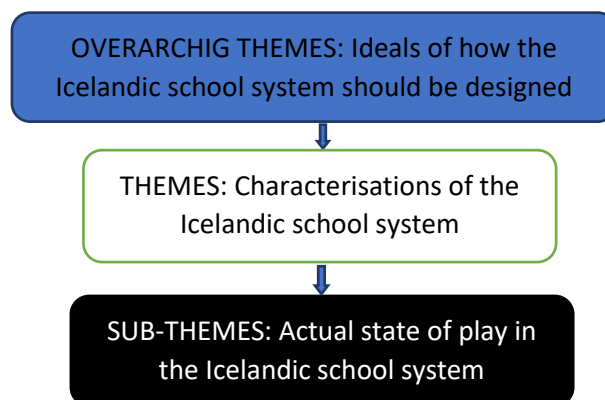 OVERARCHIG THEMES: Ideals of how the
Icelandic school system should be designed
THEMES: Characterisations of the
Icelandic school system
SUB-THEMES: Actual state of play in
the Icelandic school system